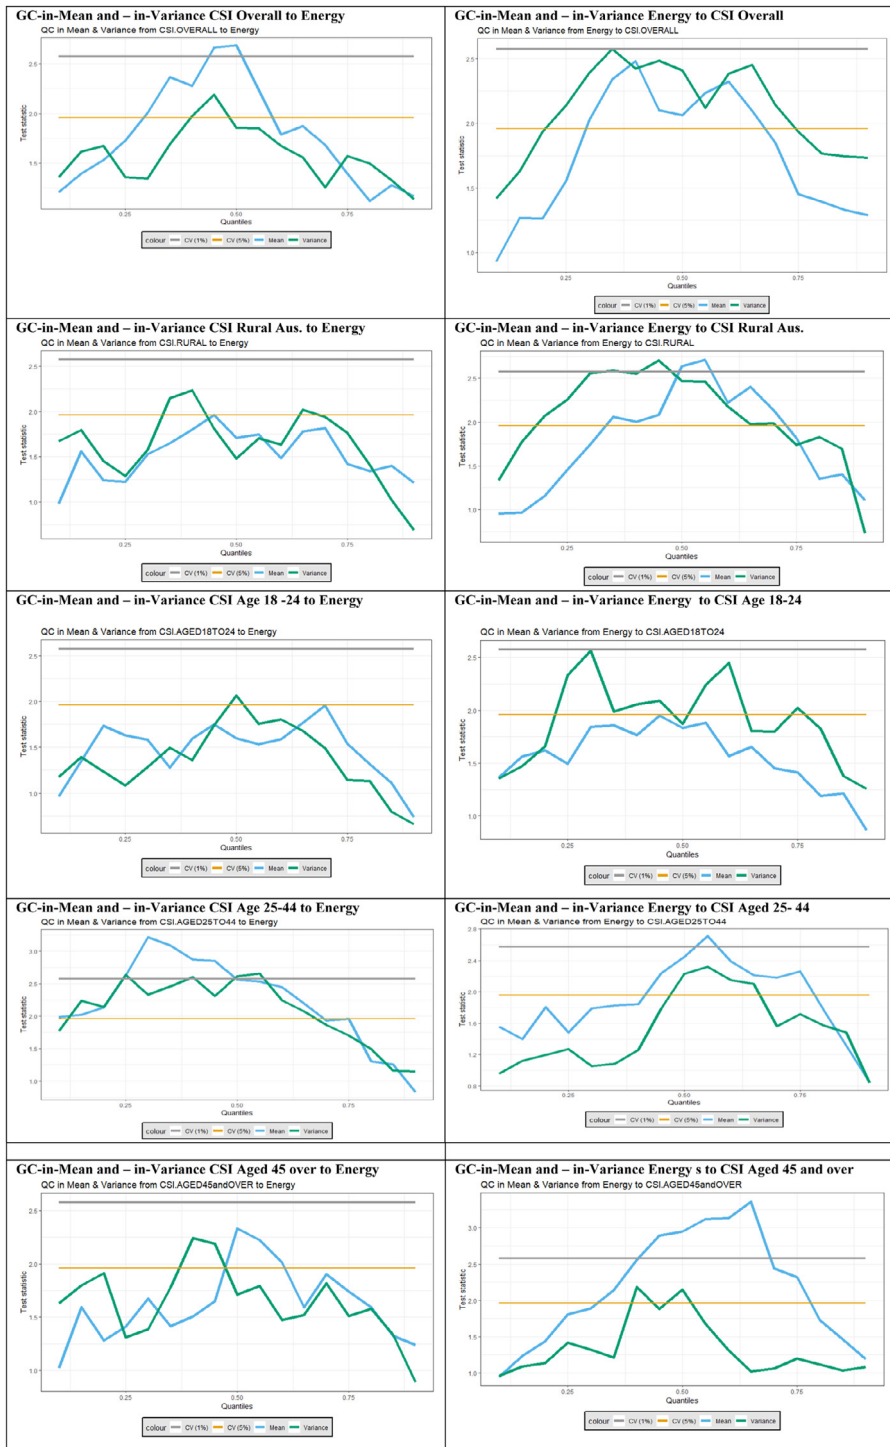 GC-in-Mean and – in-Variance CSI Overall to Energy
QC in Mean & Variance from CSI.OVERALL to Energy
2.5
2.0
1.5
Test statistic
0.25
0.50
0.75
Quantiles
colour CV (1%) CV (5%) Mean Variance
GC-in-Mean and – in-Variance Energy to CSI Overall
QC in Mean & Variance from Energy to CSI.OVERALL
2.5
2.0
1.5
1.0
Test statistic
0.25
0.50
0.75
Quantiles
colour CV (1%) CV (5%) Mean Variance
GC-in-Mean and – in-Variance CSI Rural Aus. to Energy
QC in Mean & Variance from CSI.RURAL to Energy
2.5
2.0
1.5
1.0
Test statistic
0.25
0.50
0.75
Quantiles
colour CV (1%) CV (5%) Mean Variance
GC-in-Mean and – in-Variance Energy to CSI Rural Aus.
QC in Mean & Variance from Energy to CSI.RURAL
2.5
2.0
1.5
1.0
Test statistic
0.25
0.50
0.75
Quantiles
colour CV (1%) CV (5%) Mean Variance
GC-in-Mean and – in-Variance CSI Age 18 -24 to Energy
QC in Mean & Variance from CSI.AGED18TO24 to Energy
2.5
2.0
1.5
1.0
Test statistic
0.25
0.50
0.75
Quantiles
colour CV (1%) CV (5%) Mean Variance
GC-in-Mean and – in-Variance Energy to CSI Age 18-24
QC in Mean & Variance from Energy to CSI.AGED18TO24
2.5
2.0
1.5
1.0
Test statistic
0.25
0.50
0.75
Quantiles
colour CV (1%) CV (5%) Mean Variance
GC-in-Mean and – in-Variance CSI Age 25-44 to Energy
QC in Mean & Variance from CSI.AGED25TO44 to Energy
3.0
2.5
2.0
1.5
1.0
Test statistic
0.25
0.50
0.75
Quantiles
colour CV (1%) CV (5%) Mean Variance
GC-in-Mean and – in-Variance Energy to CSI Aged 25- 44
QC in Mean & Variance from Energy to CSI.AGED25TO44
2.8
2.4
2.0
1.6
1.2
0.8
Test statistic
0.25
0.50
0.75
Quantiles
colour CV (1%) CV (5%) Mean Variance
GC-in-Mean and – in-Variance CSI Aged 45 over to Energy
QC in Mean & Variance from CSI.AGED45andOVER to Energy
2.5
2.0
1.5
1.0
Test statistic
0.25
0.50
0.75
Quantiles
colour CV (1%) CV (5%) Mean Variance
GC-in-Mean and – in-Variance Energy s to CSI Aged 45 and over
QC in Mean & Variance from Energy to CSI.AGED45andOVER
3.0
2.5
2.0
1.5
1.0
Test statistic
0.25
0.50
0.75
Quantiles
colour CV (1%) CV (5%) Mean Variance